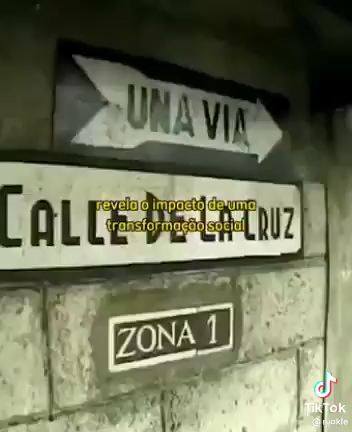 UNA VIA
revela o impacto de uma
transformação social
CALLE DE LA CRUZ
ZONA 1
TikTok